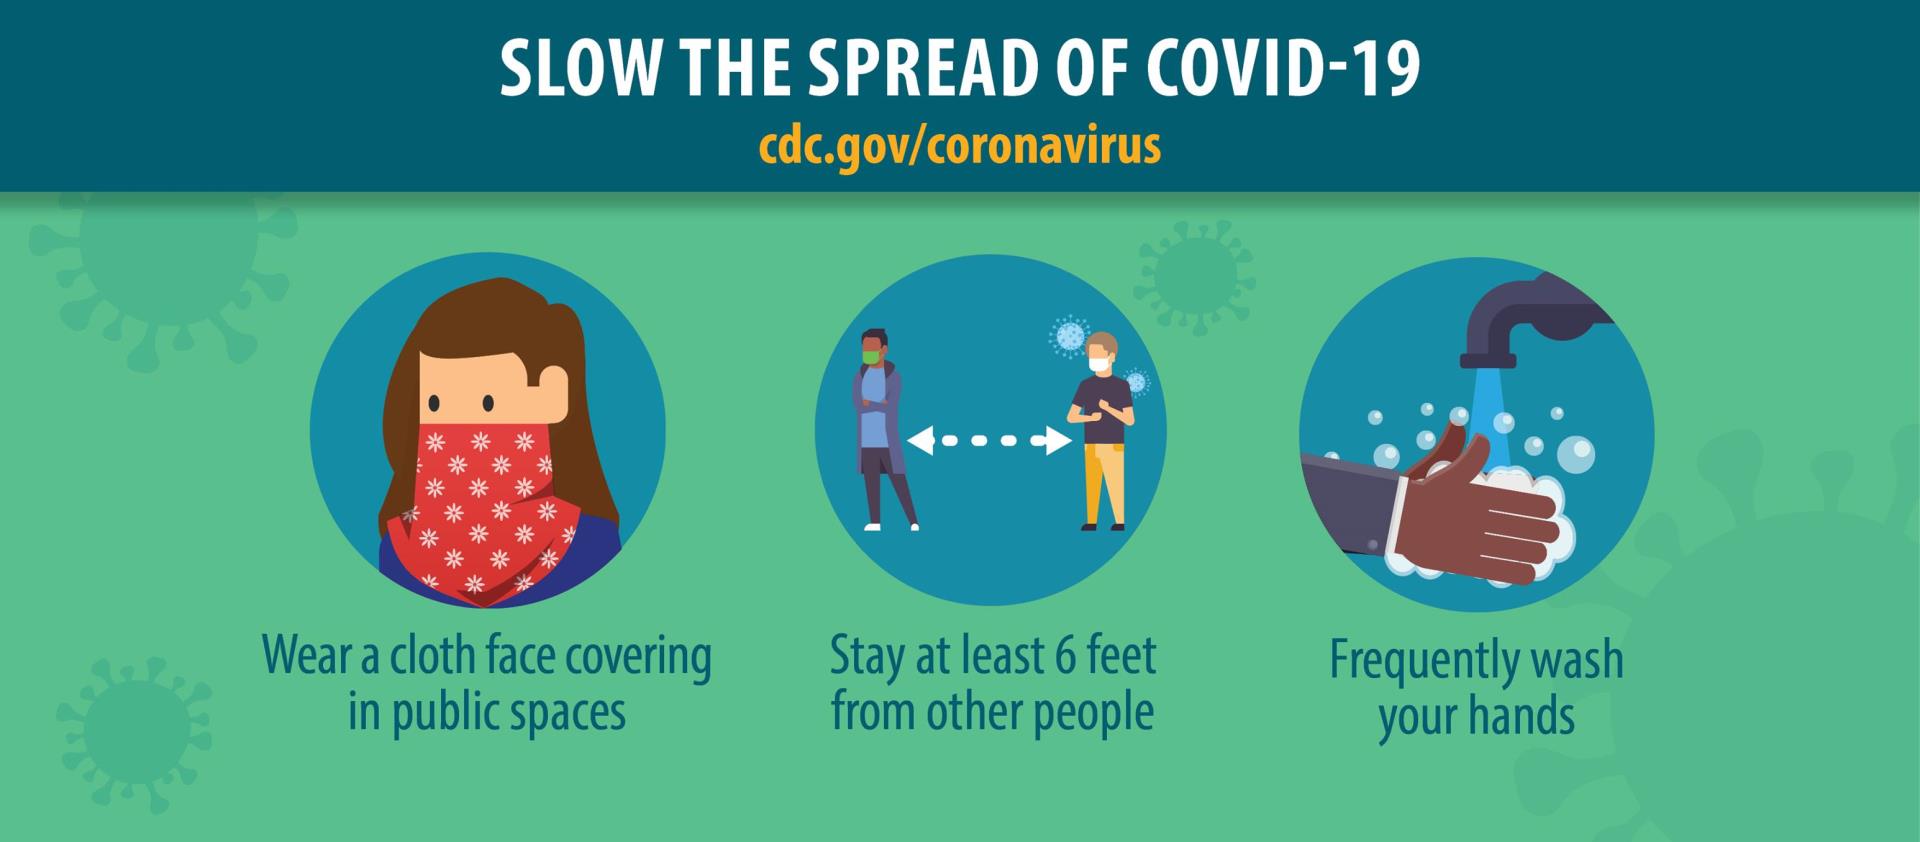 SLOW THE SPREAD OF COVID-19
cdc.gov/coronavirus
Wear a cloth face covering
in public spaces
Stay at least 6 feet
from other people
Frequently wash
your hands